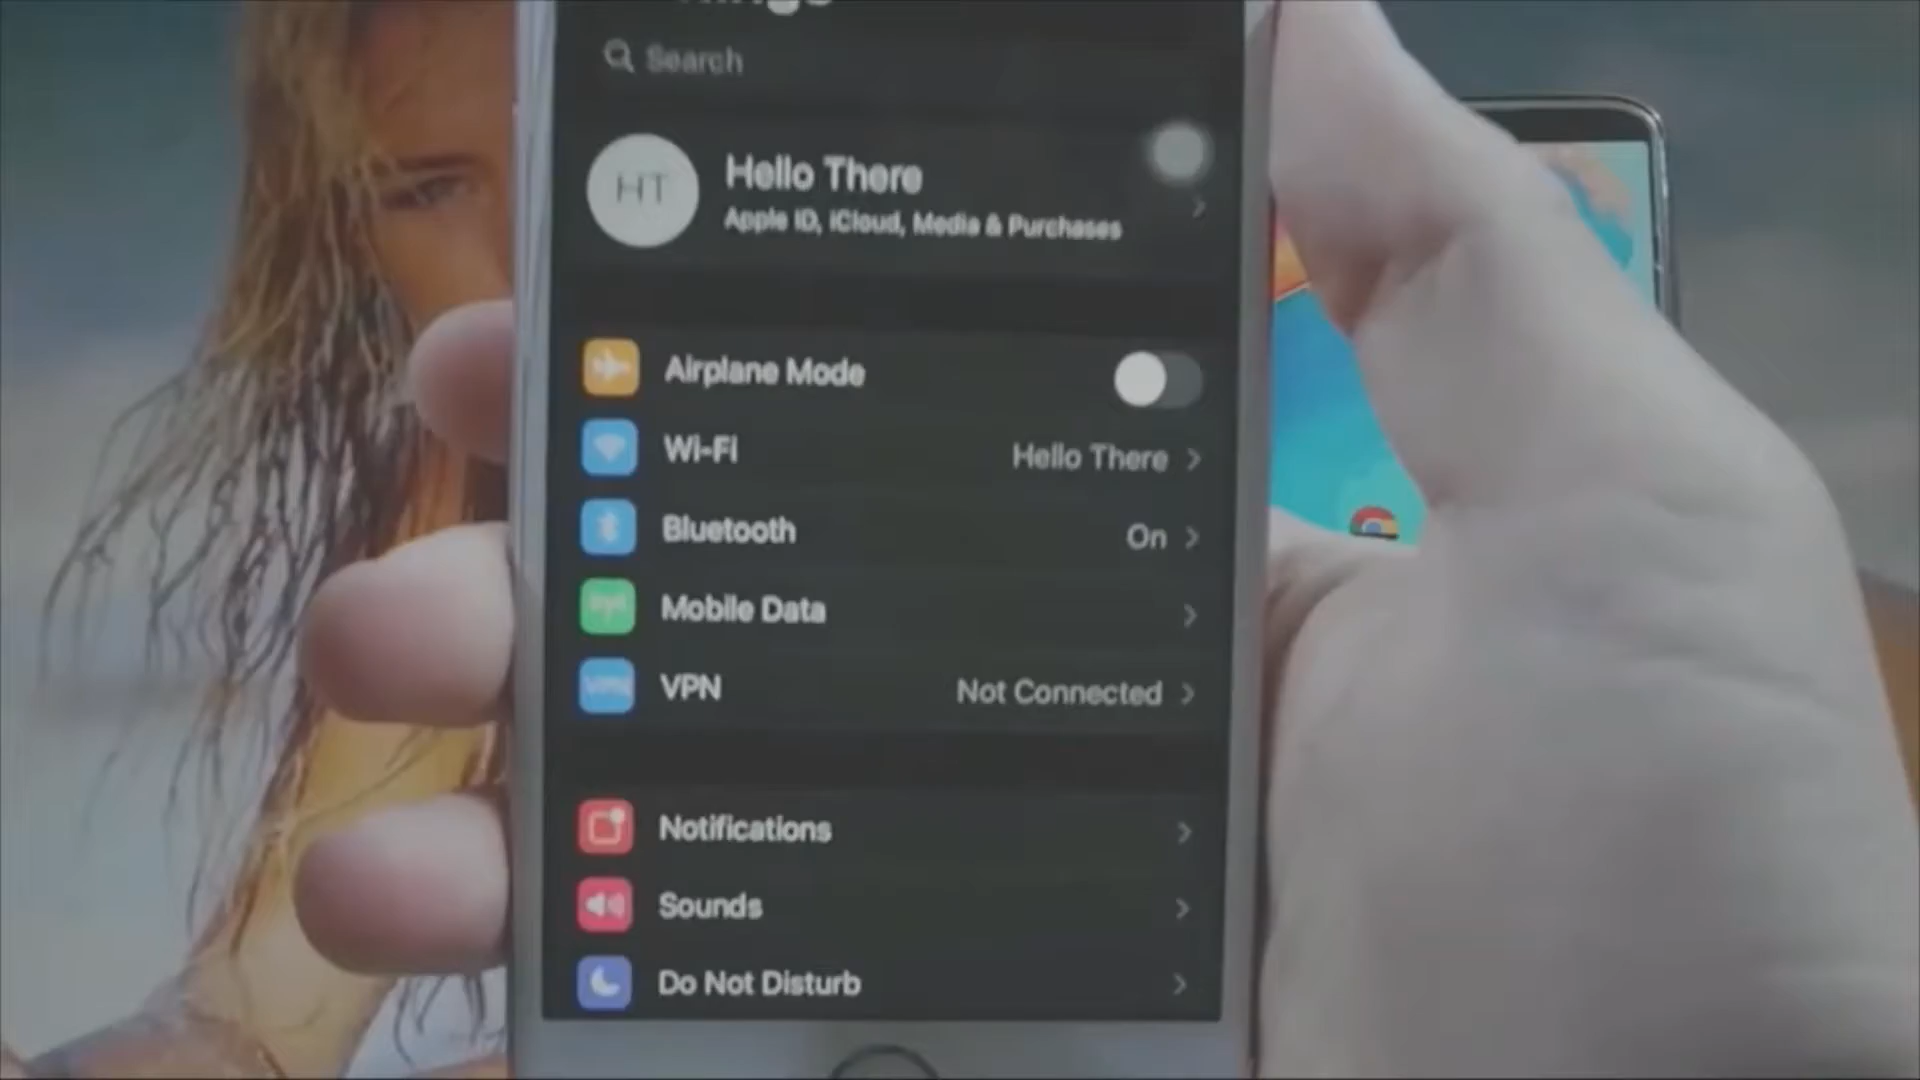 Search
HT
Hello There
Apple ID, iCloud, Media & Purchases
Airplane Mode
Wi-Fi Hello There
Bluetooth On
Mobile Data
VPN Not Connected
Notifications
Sounds
Do Not Disturb